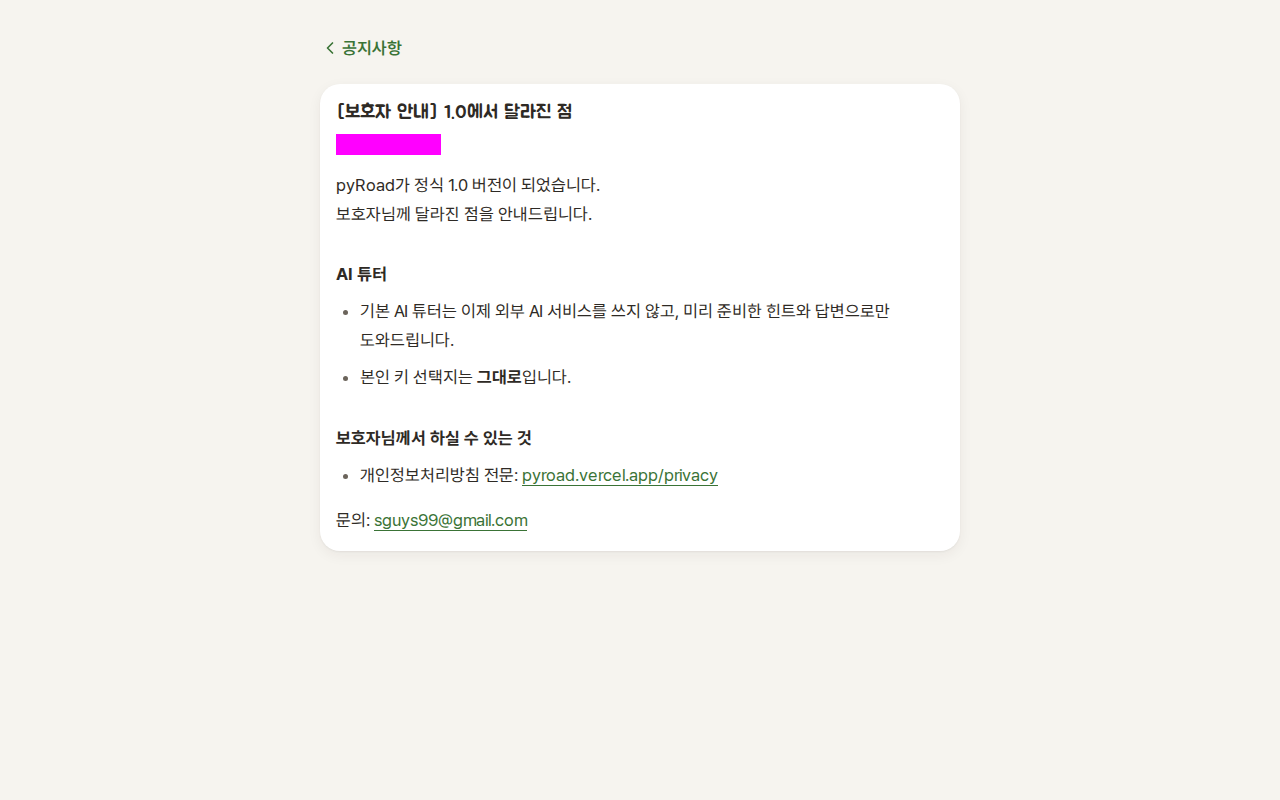 공지사항
[보호자 안내] 1.0에서 달라진 점
pyRoad가 정식 1.0 버전이 되었습니다.
보호자님께 달라진 점을 안내드립니다.
AI 튜터
기본 AI 튜터는 이제 외부 AI 서비스를 쓰지 않고, 미리 준비한 힌트와 답변으로만
도와드립니다.
본인 키 선택지는 그대로입니다.
보호자님께서 하실 수 있는 것
개인정보처리방침 전문: pyroad.vercel.app/privacy
문의: sguys99@gmail.com